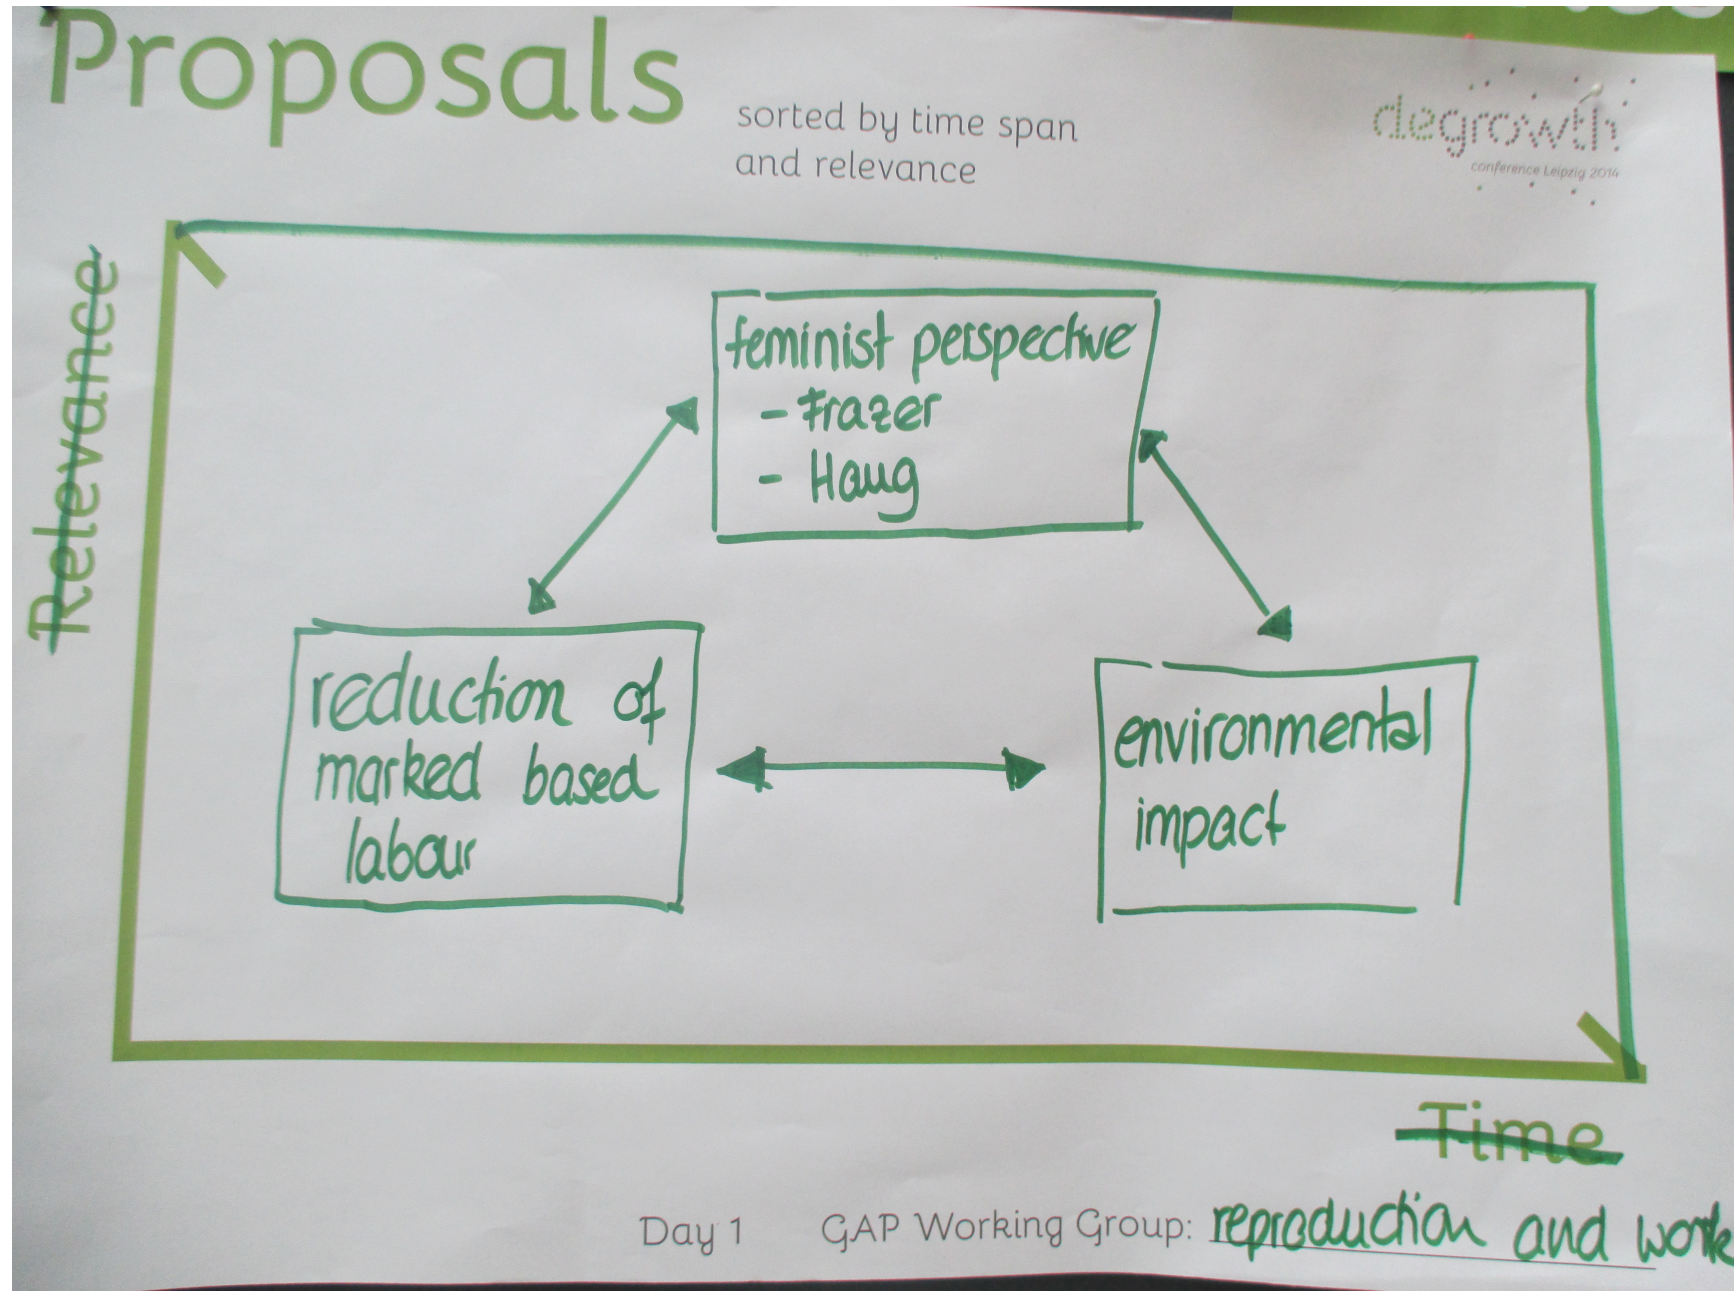 Proposals
sorted by time span
and relevance
degrowth
conference Leipzig 2014
Relevance
feminist perspective
- Frazer
- Haug
reduction of
marked based
labour
environmental
impact
Time
Day 1 GAP Working Group: reproduction and work